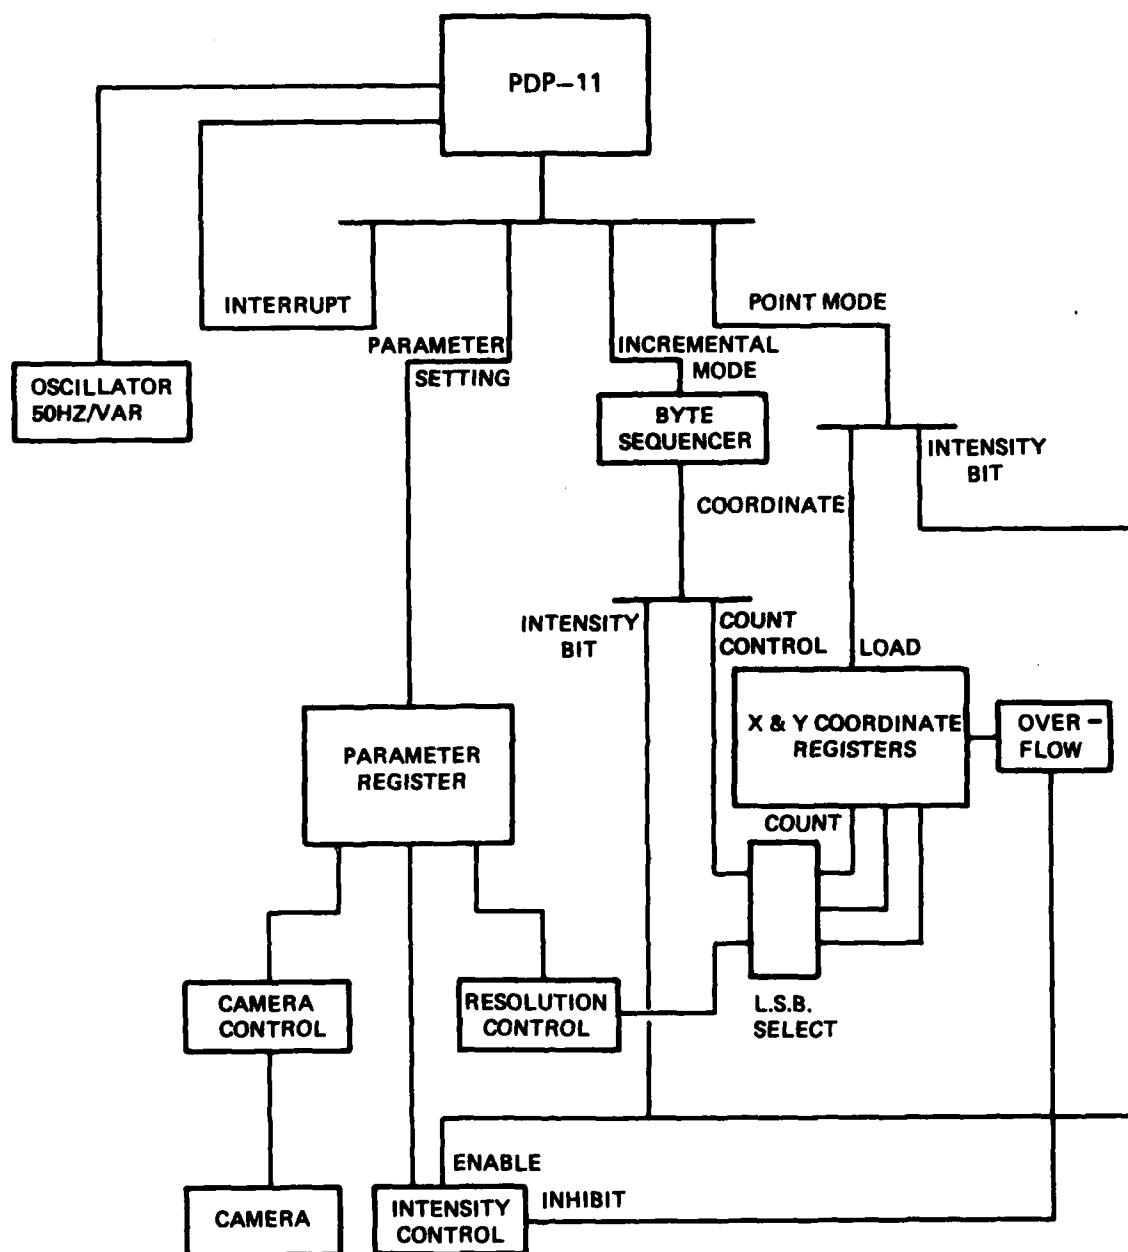 PDP-11
INTERRUPT
POINT MODE
PARAMETER
SETTING
INCREMENTAL
MODE
OSCILLATOR
50HZ/VAR
BYTE
SEQUENCER
INTENSITY
BIT
COORDINATE
INTENSITY
BIT
COUNT
CONTROL
LOAD
PARAMETER
REGISTER
X & Y COORDINATE
REGISTERS
OVER-
FLOW
COUNT
CAMERA
CONTROL
RESOLUTION
CONTROL
L.S.B.
SELECT
ENABLE
INHIBIT
CAMERA
INTENSITY
CONTROL